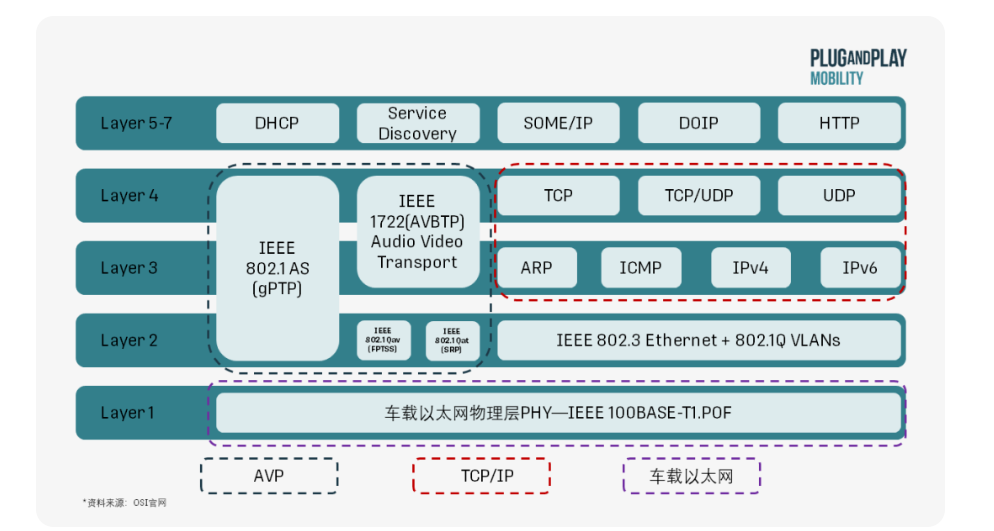 PLUGANDPLAY
MOBILITY
Layer 5-7
DHCP
Service
Discovery
SOME/IP
DOIP
HTTP
Layer 4
IEEE
1722(AVBTP)
Audio Video
Transport
TCP
TCP/UDP
UDP
Layer 3
IEEE
802.1 AS
(gPTP)
ARP
ICMP
IPv4
IPv6
Layer 2
IEEE
802.1Qav
(FPTSS)
IEEE
802.1Qat
(SRP)
IEEE 802.3 Ethernet + 802.1Q VLANs
Layer 1
车载以太网物理层PHY—IEEE 100BASE-T1.POF
AVP
TCP/IP
车载以太网
*资料来源: OSI官网